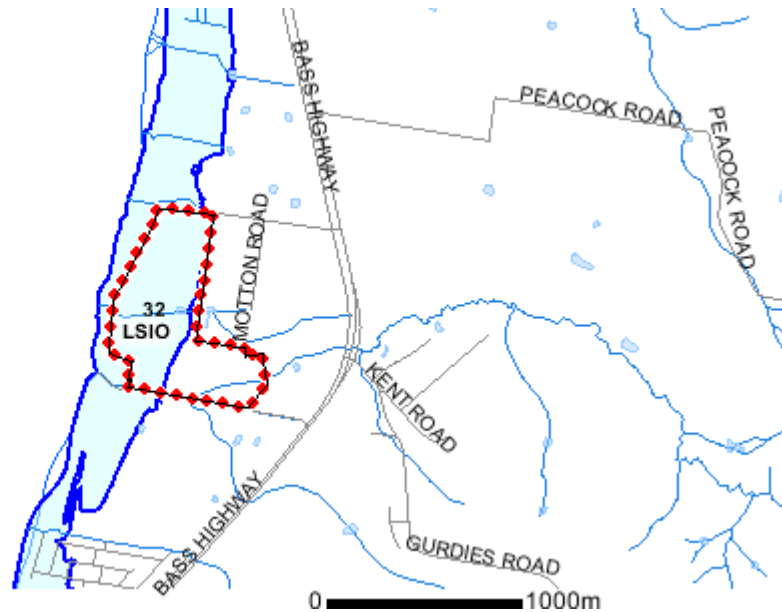 BASS HIGHWAY
PEACOCK ROAD
PEACOCK ROAD
MOTTON ROAD
32
LSIO
KENT ROAD
BASS HIGHWAY
GURDIES ROAD
0 1000m